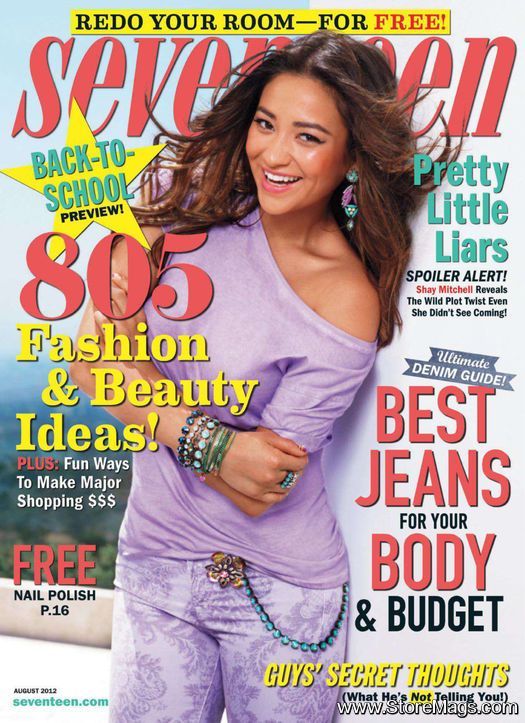 REDO YOUR ROOM—FOR FREE!
seventeen
BACK-TO-
SCHOOL
PREVIEW!
805
Fashion
& Beauty
Ideas!
PLUS: Fun Ways
To Make Major
Shopping $$$
FREE
NAIL POLISH
P.16
AUGUST 2012
seventeen.com
Pretty
Little
Liars
SPOILER ALERT!
Shay Mitchell Reveals
The Wild Plot Twist Even
She Didn't See Coming!
Ultimate
DENIM GUIDE!
BEST
JEANS
FOR YOUR
BODY
& BUDGET
GUYS' SECRET THOUGHTS
(What He's Not Telling You!)
www.StoreMags.com